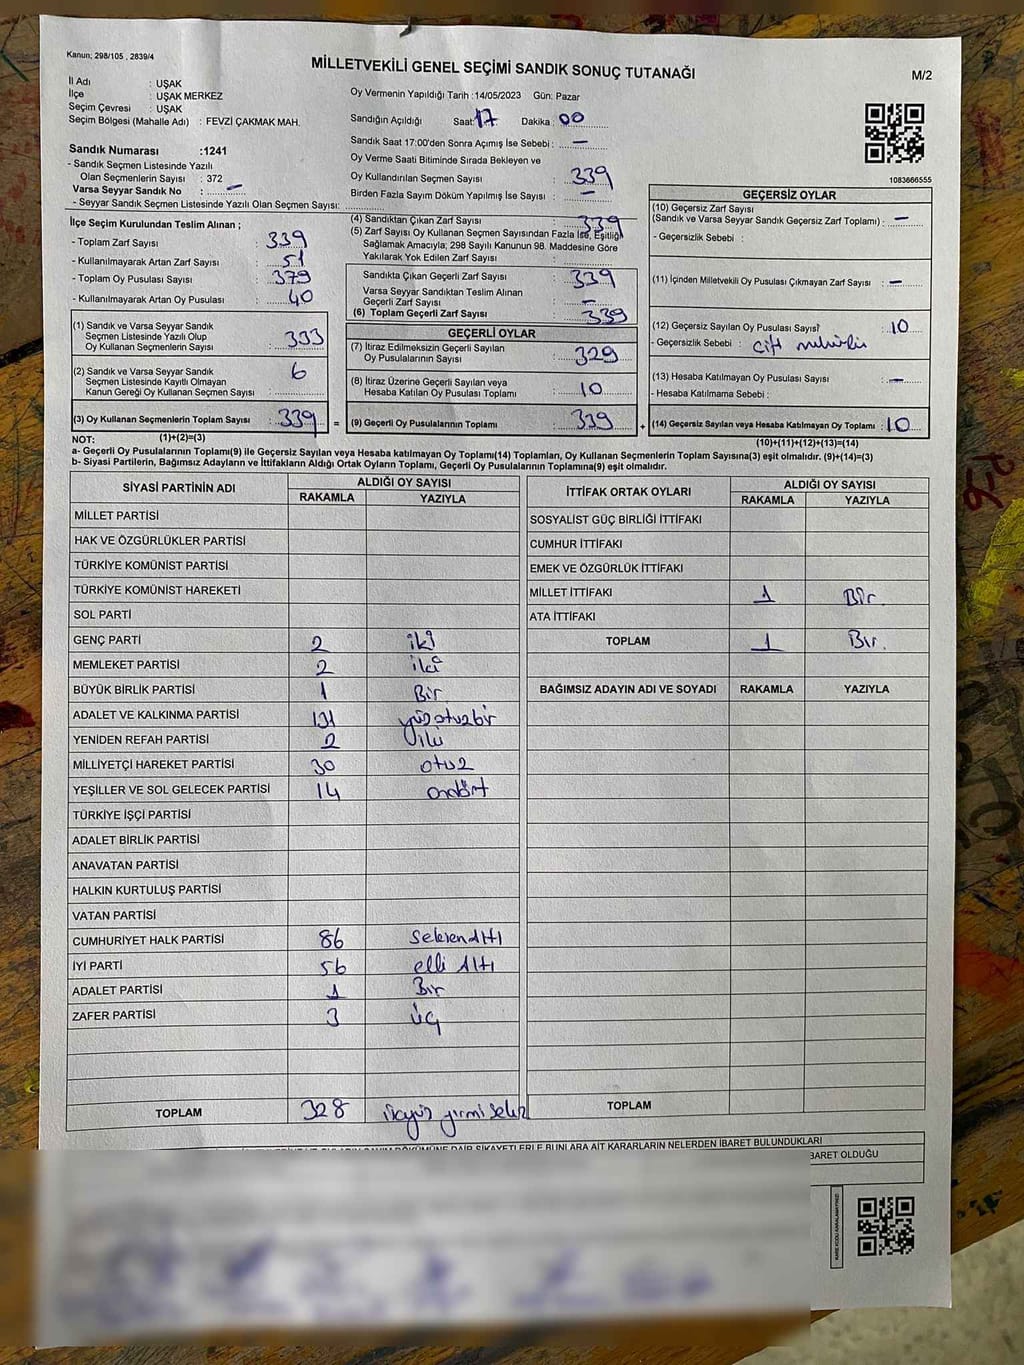 Kanun; 298/105 , 2839/4
MİLLETVEKİLİ GENEL SEÇİMİ SANDIK SONUÇ TUTANAĞI
M/2
İl Adı : UŞAK
İlçe : UŞAK MERKEZ
Seçim Çevresi : UŞAK
Seçim Bölgesi (Mahalle Adı) : FEVZİ ÇAKMAK MAH.
Sandık Numarası :1241
- Sandık Seçmen Listesinde Yazılı
Olan Seçmenlerin Sayısı : 372
Varsa Seyyar Sandık No : –
- Seyyar Sandık Seçmen Listesinde Yazılı Olan Seçmen Sayısı:
Oy Vermenin Yapıldığı Tarih :14/05/2023 Gün: Pazar
Sandığın Açıldığı Saat: 17 Dakika: 00
Sandık Saat 17:00'den Sonra Açımış İse Sebebi : –
Oy Verme Saati Bitiminde Sırada Bekleyen ve
Oy Kullandırılan Seçmen Sayısı : 339
Birden Fazla Sayım Döküm Yapılmış İse Sayısı : –
1083666555
İlçe Seçim Kurulundan Teslim Alınan ;
- Toplam Zarf Sayısı : 339
- Kullanılmayarak Artan Zarf Sayısı : 51
- Toplam Oy Pusulası Sayısı : 379
- Kullanılmayarak Artan Oy Pusulası : 40
(1) Sandık ve Varsa Seyyar Sandık
Seçmen Listesinde Yazılı Olup
Oy Kullanan Seçmenlerin Sayısı : 333
(2) Sandık ve Varsa Seyyar Sandık
Seçmen Listesinde Kayıtlı Olmayan
Kanun Gereği Oy Kullanan Seçmen Sayısı : 6
(3) Oy Kullanan Seçmenlerin Toplam Sayısı : 339
(1)+(2)=(3)
(4) Sandıktan Çıkan Zarf Sayısı : 339
(5) Zarf Sayısı Oy Kullanan Seçmen Sayısından Fazla İse, Eşitliği
Sağlamak Amacıyla; 298 Sayılı Kanunun 98. Maddesine Göre
Yakılarak Yok Edilen Zarf Sayısı :
Sandıkta Çıkan Geçerli Zarf Sayısı : 339
Varsa Seyyar Sandıktan Teslim Alınan
Geçerli Zarf Sayısı : –
(6) Toplam Geçerli Zarf Sayısı : 339
GEÇERLİ OYLAR
(7) İtiraz Edilmeksizin Geçerli Sayılan
Oy Pusulalarının Sayısı : 329
(8) İtiraz Üzerine Geçerli Sayılan veya
Hesaba Katılan Oy Pusulası Toplamı : 10
= (9) Geçerli Oy Pusulalarının Toplamı : 339 +
GEÇERSİZ OYLAR
(10) Geçersiz Zarf Sayısı
(Sandık ve Varsa Seyyar Sandık Geçersiz Zarf Toplamı) : –
- Geçersizlik Sebebi :
(11) İçinden Milletvekili Oy Pusulası Çıkmayan Zarf Sayısı : –
(12) Geçersiz Sayılan Oy Pusulası Sayısı : 10
- Geçersizlik Sebebi : çift mühürlü
(13) Hesaba Katılmayan Oy Pusulası Sayısı : –
- Hesaba Katılmama Sebebi :
(14) Geçersiz Sayılan veya Hesaba Katılmayan Oy Toplamı : 10
(10)+(11)+(12)+(13)=(14)
NOT:
a- Geçerli Oy Pusulalarının Toplamı(9) ile Geçersiz Sayılan veya Hesaba katılmayan Oy Toplamı(14) Toplamları, Oy Kullanan Seçmenlerin Toplam Sayısına(3) eşit olmalıdır. (9)+(14)=(3)
b- Siyasi Partilerin, Bağımsız Adayların ve İttifakların Aldığı Ortak Oyların Toplamı, Geçerli Oy Pusulalarının Toplamına(9) eşit olmalıdır.
SİYASİ PARTİNİN ADI ALDIĞI OY SAYISI
RAKAMLA YAZIYLA
MİLLET PARTİSİ
HAK VE ÖZGÜRLÜKLER PARTİSİ
TÜRKİYE KOMÜNİST PARTİSİ
TÜRKİYE KOMÜNİST HAREKETİ
SOL PARTİ
GENÇ PARTİ 2 iki
MEMLEKET PARTİSİ 2 iki
BÜYÜK BİRLİK PARTİSİ 1 Bir
ADALET VE KALKINMA PARTİSİ 131 yüzotuzbir
YENİDEN REFAH PARTİSİ 2 iki
MİLLİYETÇİ HAREKET PARTİSİ 30 otuz
YEŞİLLER VE SOL GELECEK PARTİSİ 14 ondört
TÜRKİYE İŞÇİ PARTİSİ
ADALET BİRLİK PARTİSİ
ANAVATAN PARTİSİ
HALKIN KURTULUŞ PARTİSİ
VATAN PARTİSİ
CUMHURİYET HALK PARTİSİ 86 SeksenAltı
İYİ PARTİ 56 elli Altı
ADALET PARTİSİ 1 Bir
ZAFER PARTİSİ 3 Üç
TOPLAM 328 üçyüz yirmi sekiz
İTTİFAK ORTAK OYLARI ALDIĞI OY SAYISI
RAKAMLA YAZIYLA
SOSYALİST GÜÇ BİRLİĞİ İTTİFAKI
CUMHUR İTTİFAKI
EMEK VE ÖZGÜRLÜK İTTİFAKI
MİLLET İTTİFAKI 1 Bir.
ATA İTTİFAKI
TOPLAM 1 Bir.
BAĞIMSIZ ADAYIN ADI VE SOYADI RAKAMLA YAZIYLA
TOPLAM
DÖKÜMÜNE DAİR ŞİKAYETLERLE BUNLARA AİT KARARLARIN NELERDEN İBARET BULUNDUKLARI
BARET OLDUĞU